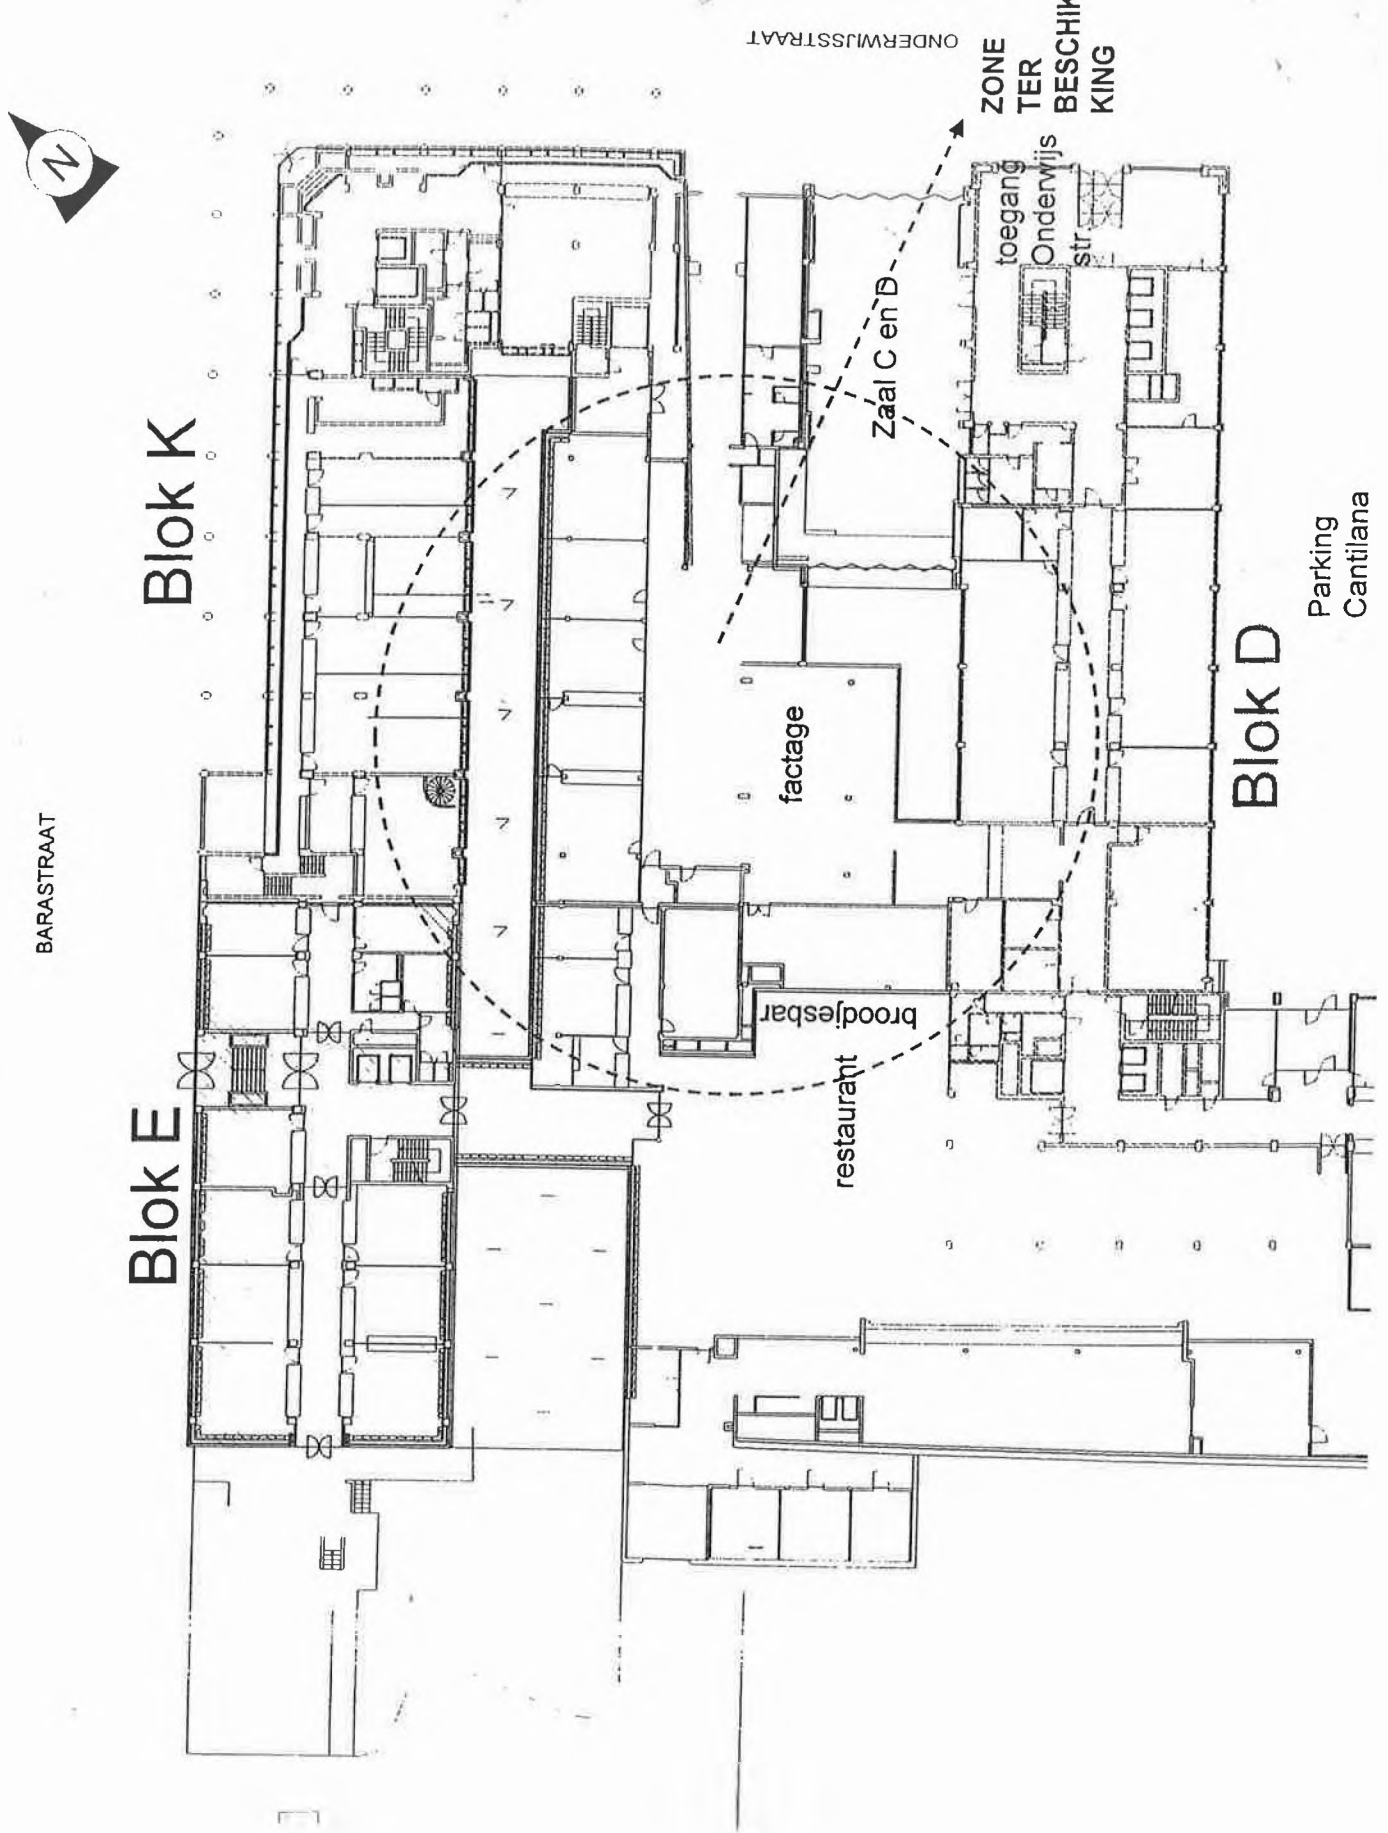 ONDERWIJSSTRAAT
ZONE
TER
BESCHIK
KING
N
toegang
Onderwijs
str
Zaal C en D
Blok K
Parking
Cantilana
Blok D
factage
BARASTRAAT
broodjesbar
restaurant
Blok E